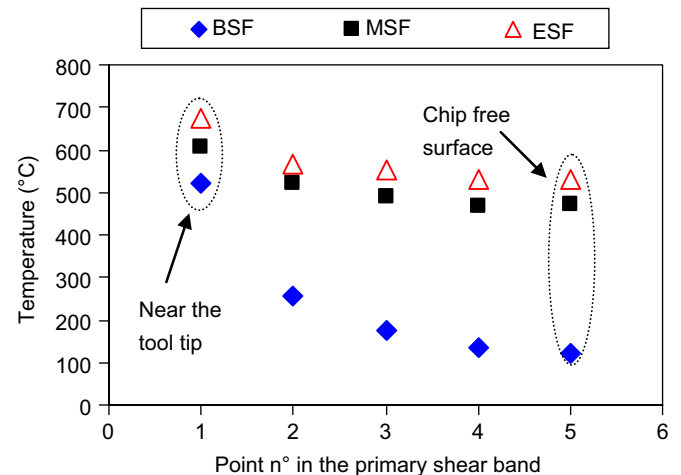 BSF MSF ESF
800
700
600
500
400
300
200
100
0
Temperature (°C)
Chip free
surface
Near the
tool tip
0 1 2 3 4 5 6
Point n° in the primary shear band